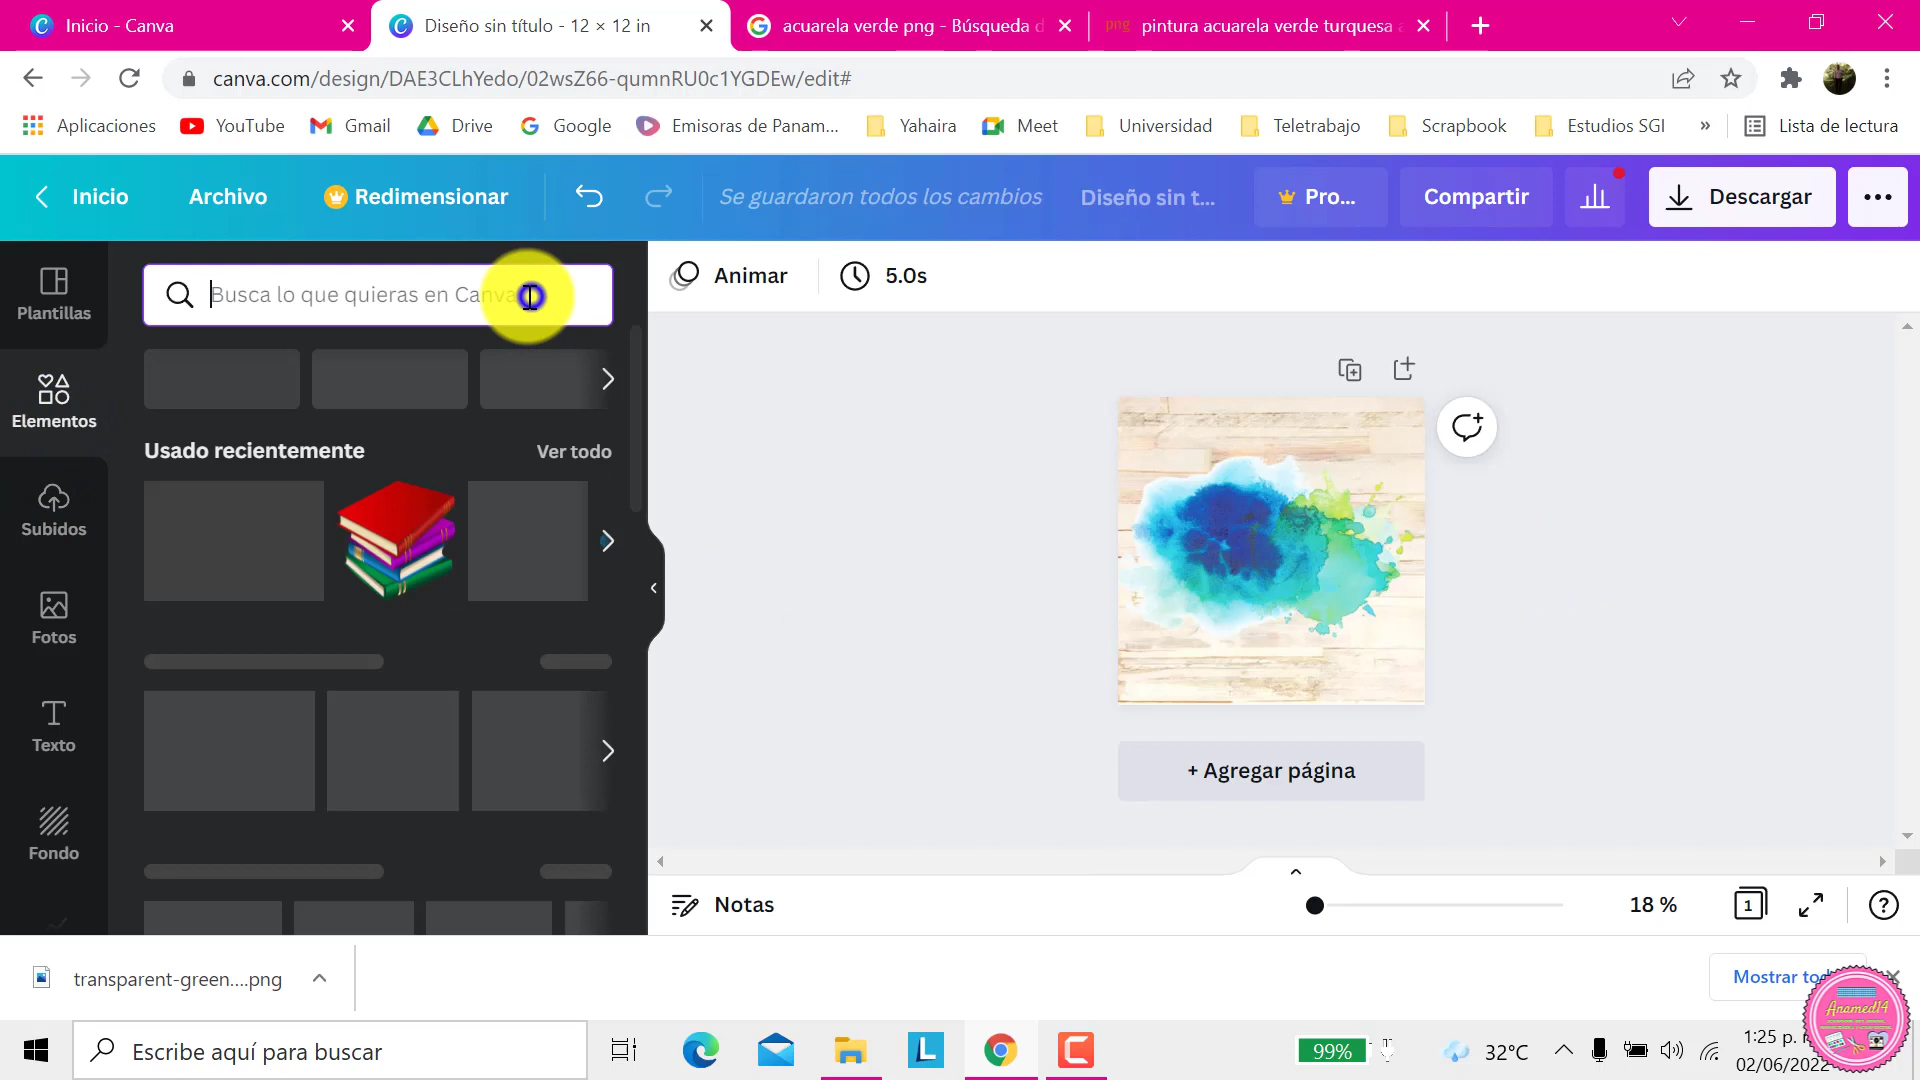 Inicio - Canva
Diseño sin título - 12 × 12 in
acuarela verde png - Búsqueda d
png
pintura acuarela verde turquesa a
canva.com/design/DAE3CLhYedo/02wsZ66-qumnRU0c1YGDEw/edit#
Aplicaciones
YouTube
Gmail
Drive
Google
Emisoras de Panam...
Yahaira
Meet
Universidad
Teletrabajo
Scrapbook
Estudios SGI
»
Lista de lectura
Inicio
Archivo
Redimensionar
Se guardaron todos los cambios
Diseño sin t...
Pro...
Compartir
Descargar
Plantillas
Elementos
Subidos
Fotos
Texto
Fondo
Busca lo que quieras en Canva
Usado recientemente
Ver todo
Animar
5.0s
+ Agregar página
Notas
18 %
1
transparent-green....png
Mostrar to
Anamed14
Escribe aquí para buscar
99%
32°C
1:25 p.
02/06/2022